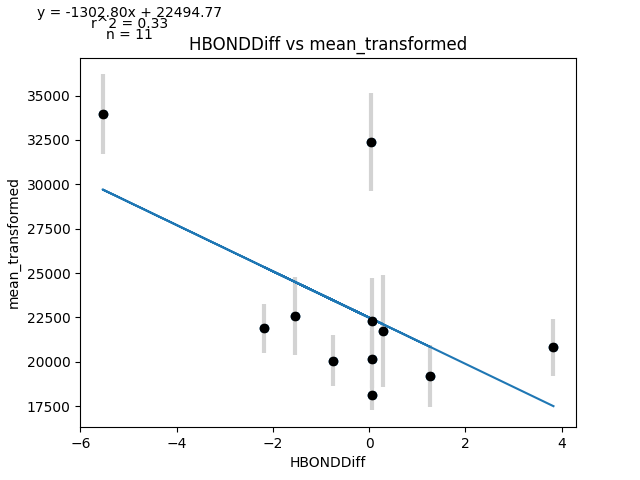 y = -1302.80x + 22494.77
r^2 = 0.33
n = 11
HBONDDiff vs mean_transformed
mean_transformed
35000
32500
30000
27500
25000
22500
20000
17500
−6
−4
−2
0
2
4
HBONDDiff